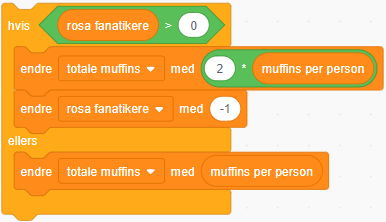 hvis rosa fanatikere > 0
endre totale muffins med 2 * muffins per person
endre rosa fanatikere med -1
ellers
endre totale muffins med muffins per person